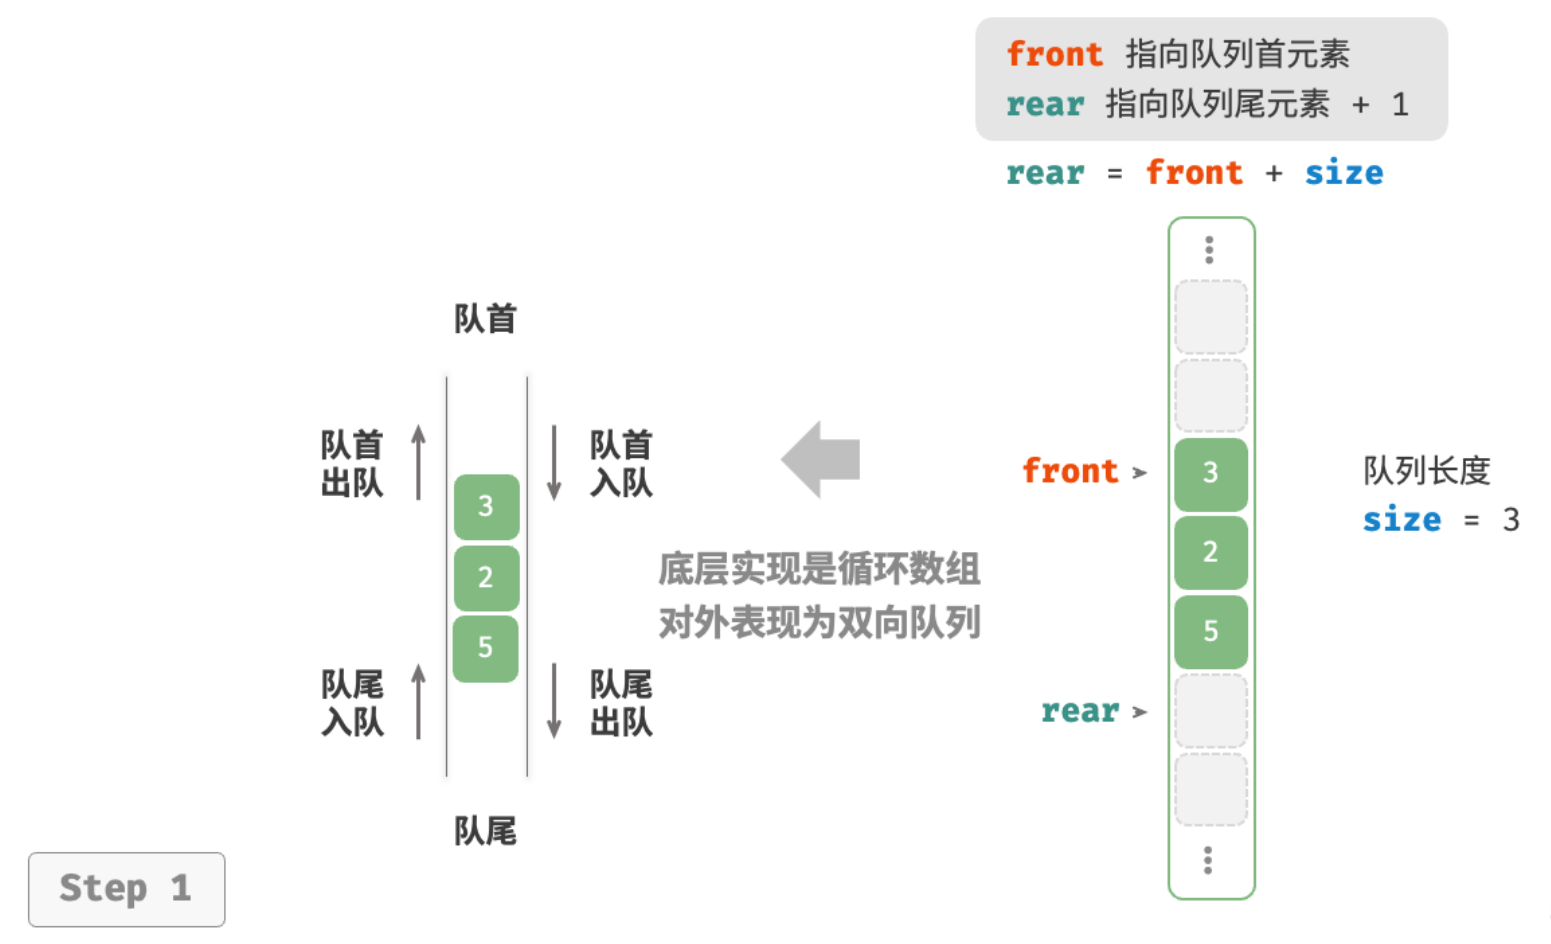 front 指向队列首元素
rear 指向队列尾元素 + 1
rear = front + size
队首
队首
出队
队首
入队
3
2
5
队尾
入队
队尾
出队
队尾
底层实现是循环数组
对外表现为双向队列
front
3
2
5
rear
队列长度
size = 3
Step 1